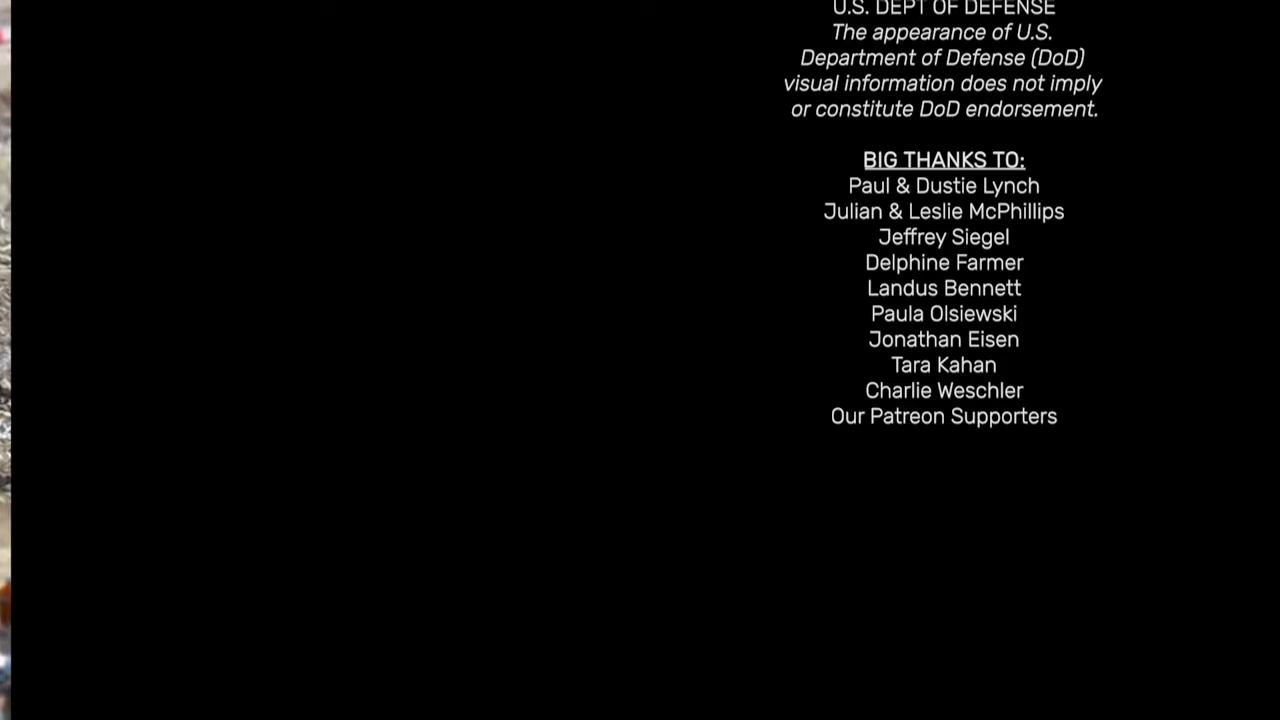 U.S. DEPT OF DEFENSE
The appearance of U.S.
Department of Defense (DoD)
visual information does not imply
or constitute DoD endorsement.
BIG THANKS TO:
Paul & Dustie Lynch
Julian & Leslie McPhillips
Jeffrey Siegel
Delphine Farmer
Landus Bennett
Paula Olsiewski
Jonathan Eisen
Tara Kahan
Charlie Weschler
Our Patreon Supporters